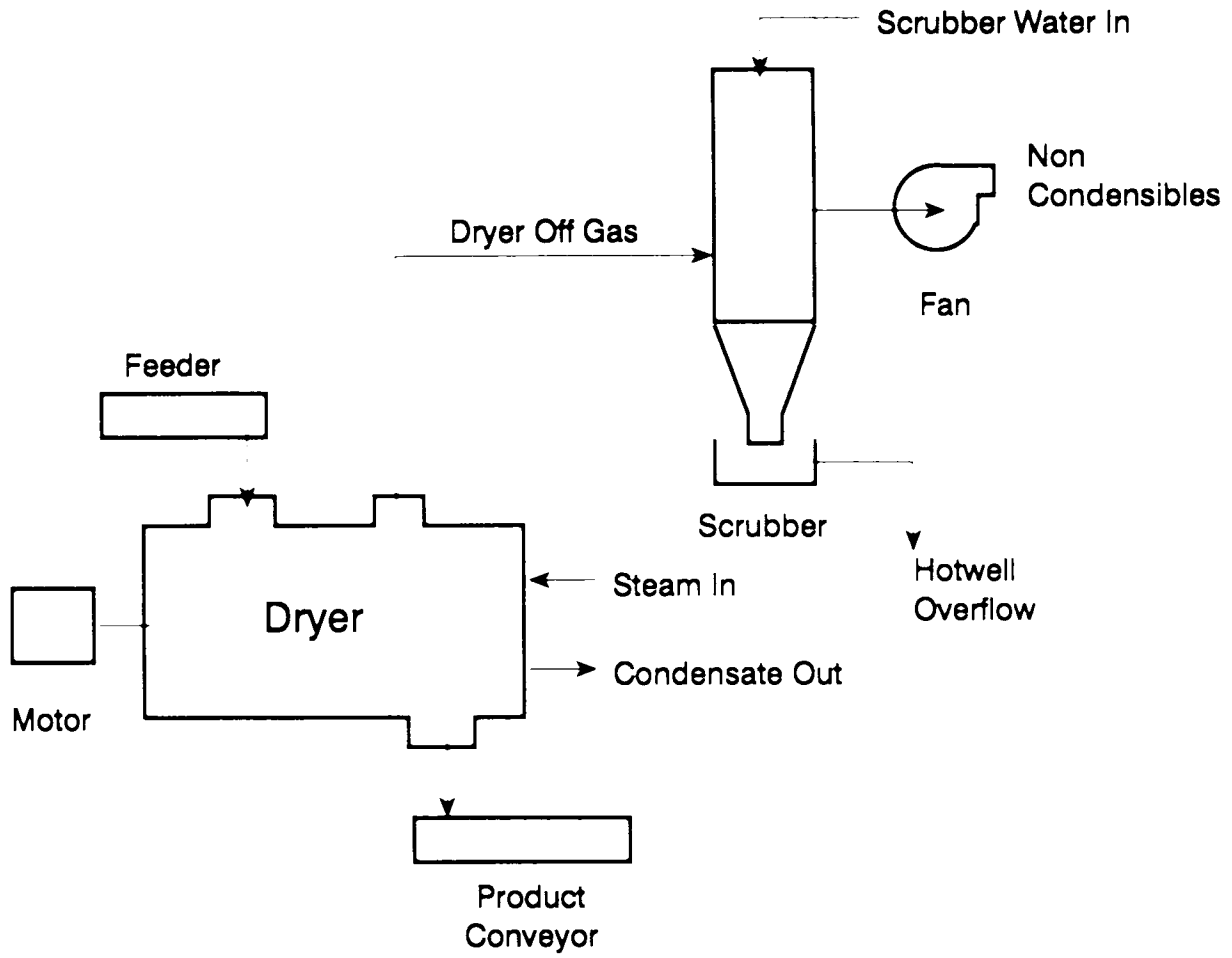 Scrubber Water In
Non
Condensibles
Dryer Off Gas
Fan
Feeder
Scrubber
Hotwell
Overflow
Steam In
Dryer
Condensate Out
Motor
Product
Conveyor